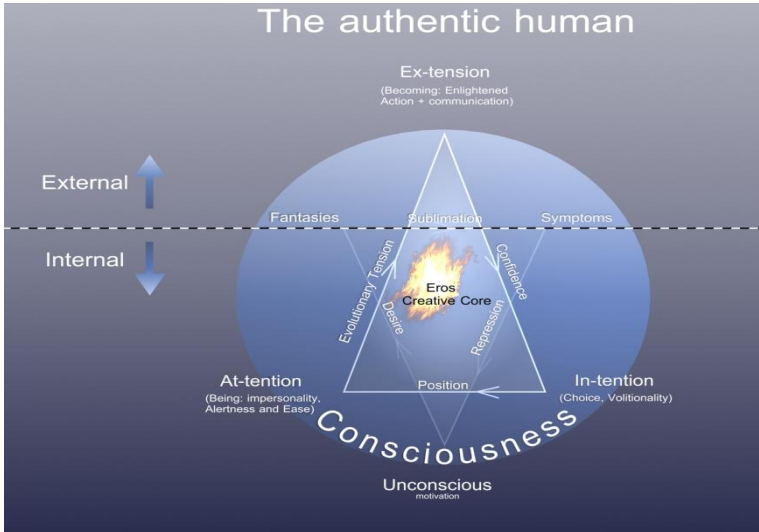 The authentic human
Ex-tension
(Becoming: Enlightened
Action + communication)
External
Fantasies
Sublimation
Symptoms
Internal
Evolutionary Tension
Confidence
Eros
Creative Core
Desire
Repression
At-tention
(Being: impersonality,
Alertness and Ease)
Position
In-tention
(Choice, Volitionality)
Consciousness
Unconscious
motivation